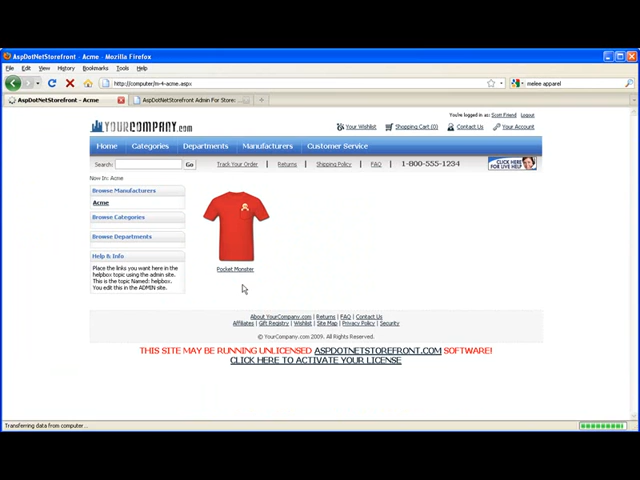 AspDotNetStorefront - Acme - Mozilla Firefox
File Edit View History Bookmarks Tools Help
http://computer/m-4-acme.aspx
melee apparel
AspDotNetStorefront - Acme
AspDotNetStorefront Admin For Store:
You're logged in as: Scott Friend Logout
YOURCOMPANY.com
Your Wishlist Shopping Cart (0) Contact Us Your Account
Home Categories Departments Manufacturers Customer Service
Search: Go Track Your Order Returns Shipping Policy FAQ 1-800-555-1234 CLICK HERE FOR LIVE HELP
Now In: Acme
Browse Manufacturers
Acme
Browse Categories
Browse Departments
Help & Info
Place the links you want here in the
helpbox topic using the admin site.
This is the topic Named: helpbox.
You edit this in the ADMIN site.
Pocket Monster
About YourCompany.com | Returns | FAQ | Contact Us
Affiliates | Gift Registry | Wishlist | Site Map | Privacy Policy | Security
© YourCompany.com 2009. All Rights Reserved.
THIS SITE MAY BE RUNNING UNLICENSED ASPDOTNETSTOREFRONT.COM SOFTWARE!
CLICK HERE TO ACTIVATE YOUR LICENSE
Transferring data from computer...